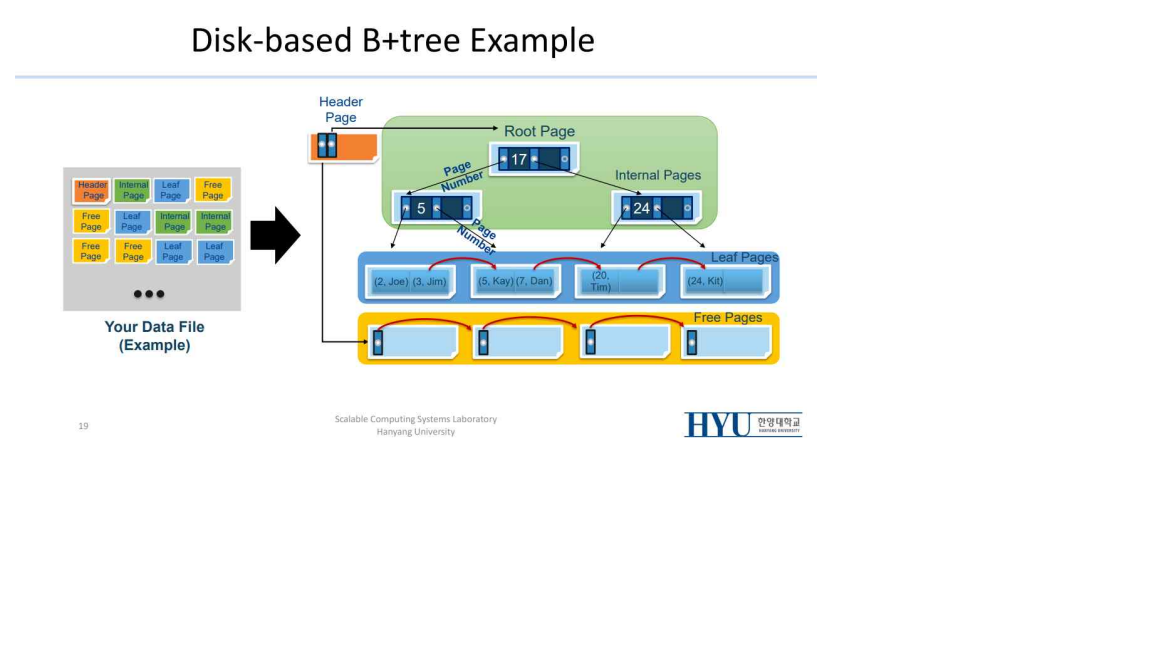 Disk-based B+tree Example
Header
Page
Root Page
17
Page
Number
Internal Pages
5
24
Page
Number
Header
Page
Internal
Page
Leaf
Page
Free
Page
Free
Page
Leaf
Page
Internal
Page
Internal
Page
Free
Page
Free
Page
Leaf
Page
Leaf
Page
Your Data File
(Example)
Leaf Pages
(2, Joe) (3, Jim)
(5, Kay) (7, Dan)
(20,
Tim)
(24, Kit)
Free Pages
19
Scalable Computing Systems Laboratory
Hanyang University
HYU
한양대학교
HANYANG UNIVERSITY